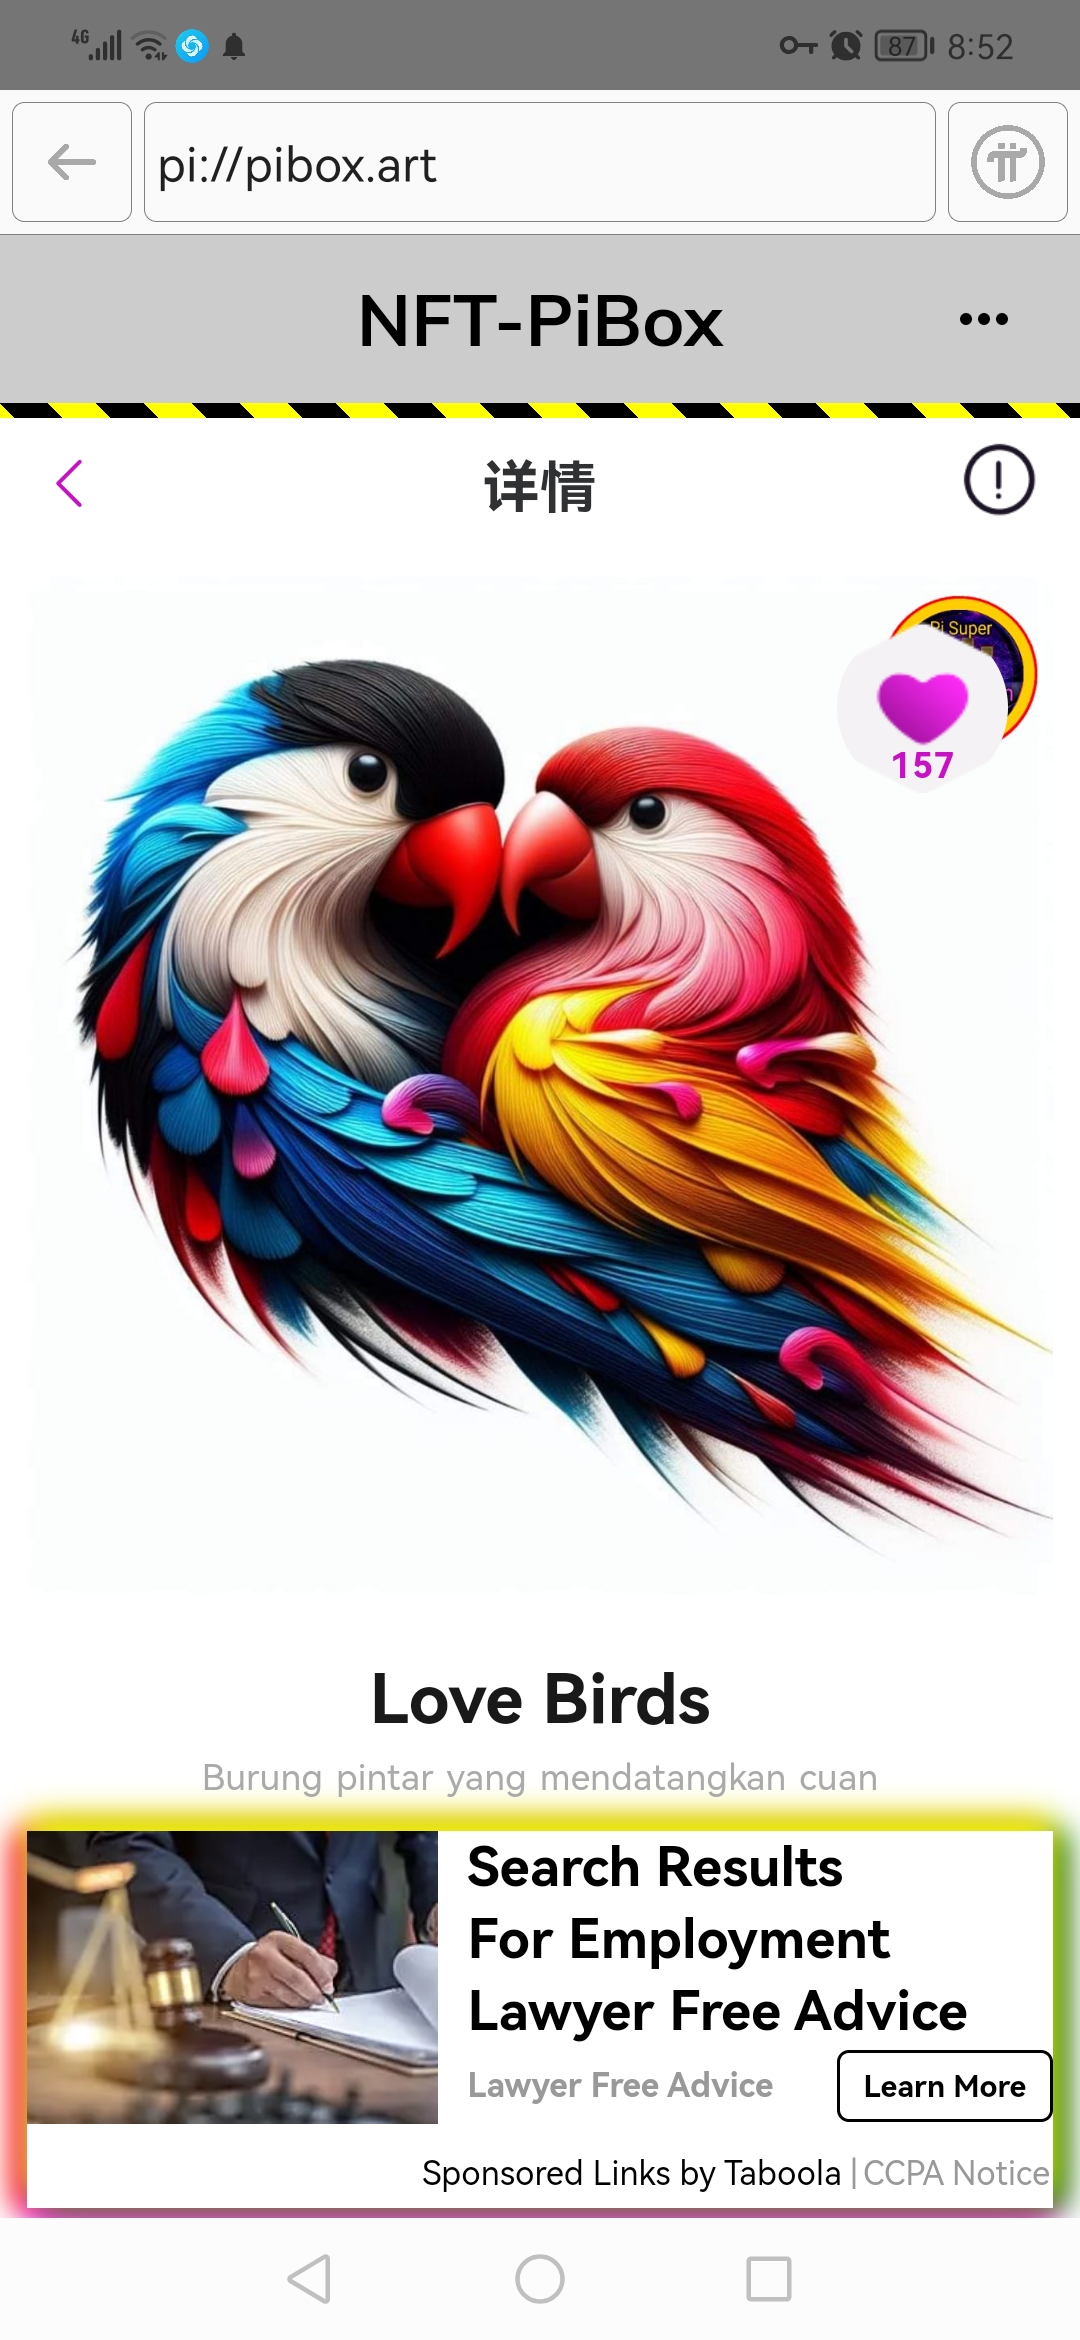 4G 87 8:52
pi://pibox.art
NFT-PiBox
详情
Pi Super
157
Love Birds
Burung pintar yang mendatangkan cuan
Search Results
For Employment
Lawyer Free Advice
Lawyer Free Advice
Learn More
Sponsored Links by Taboola | CCPA Notice